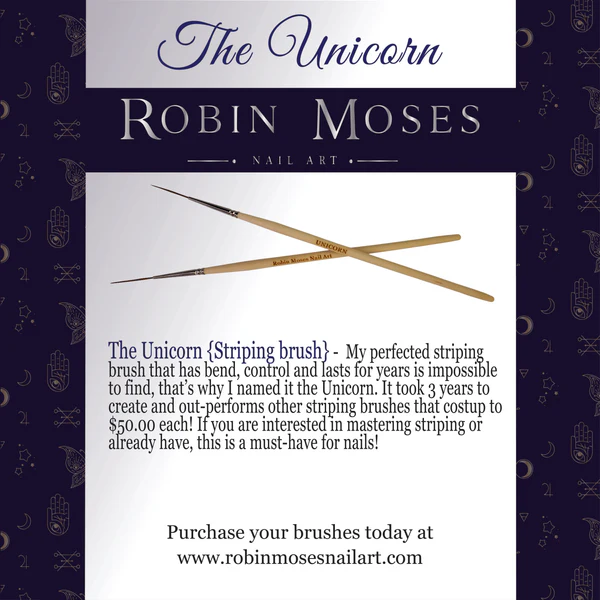 The Unicorn
ROBIN MOSES
NAIL ART
UNICORN
Robin Moses Nail Art
The Unicorn {Striping brush} - My perfected striping
brush that has bend, control and lasts for years is impossible
to find, that's why I named it the Unicorn. It took 3 years to
create and out-performs other striping brushes that costup to
$50.00 each! If you are interested in mastering striping or
already have, this is a must-have for nails!
Purchase your brushes today at
www.robinmosesnailart.com